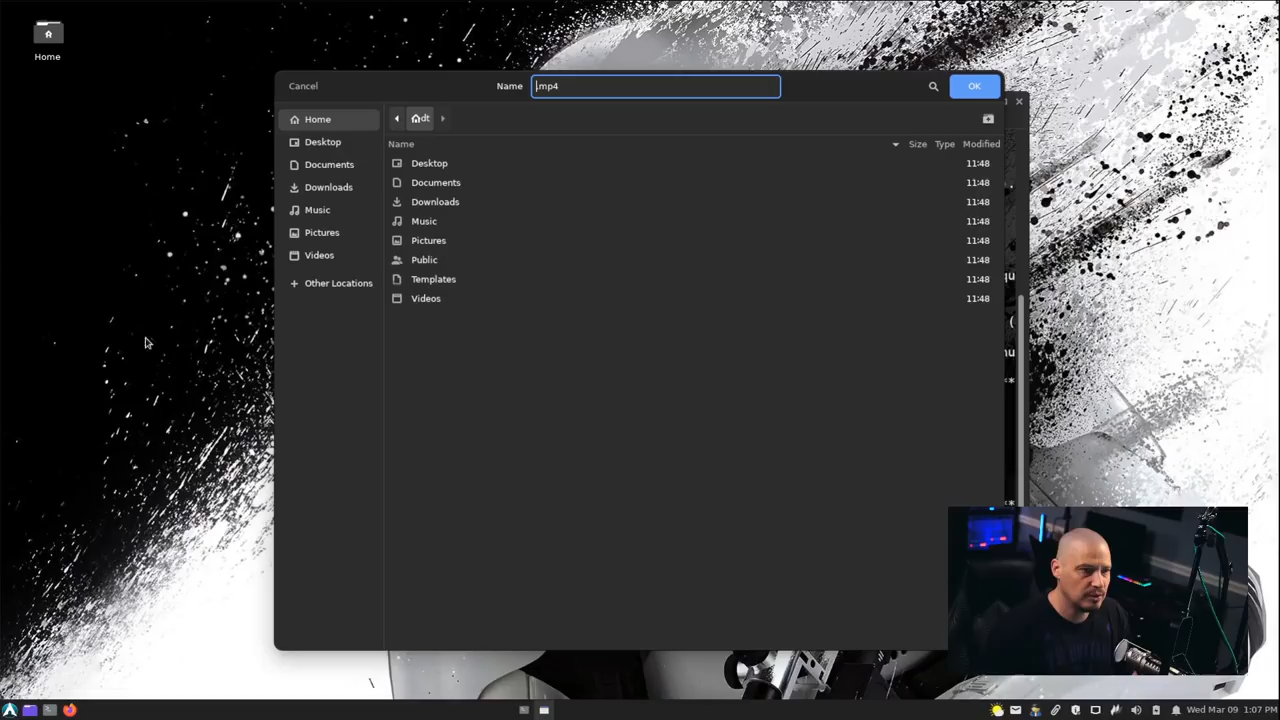 Home
Cancel
Name
.mp4
OK
Home
Desktop
Documents
Downloads
Music
Pictures
Videos
Other Locations
dt
Name
Size
Type
Modified
Desktop 11:48
Documents 11:48
Downloads 11:48
Music 11:48
Pictures 11:48
Public 11:48
Templates 11:48
Videos 11:48
qu
(
nu
**
**
Wed Mar 09 1:07 PM